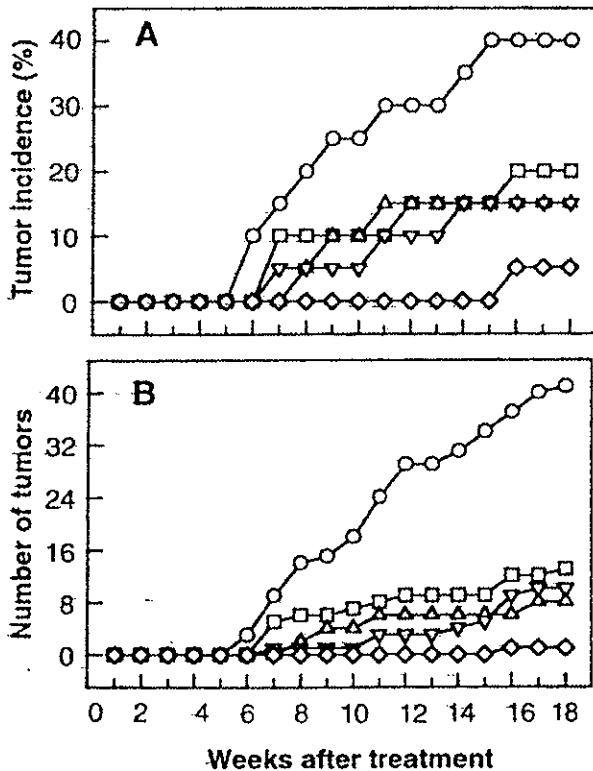 A
Tumor incidence (%)
40
30
20
10
0
B
Number of tumors
40
32
24
16
8
0
0 2 4 6 8 10 12 14 16 18
Weeks after treatment